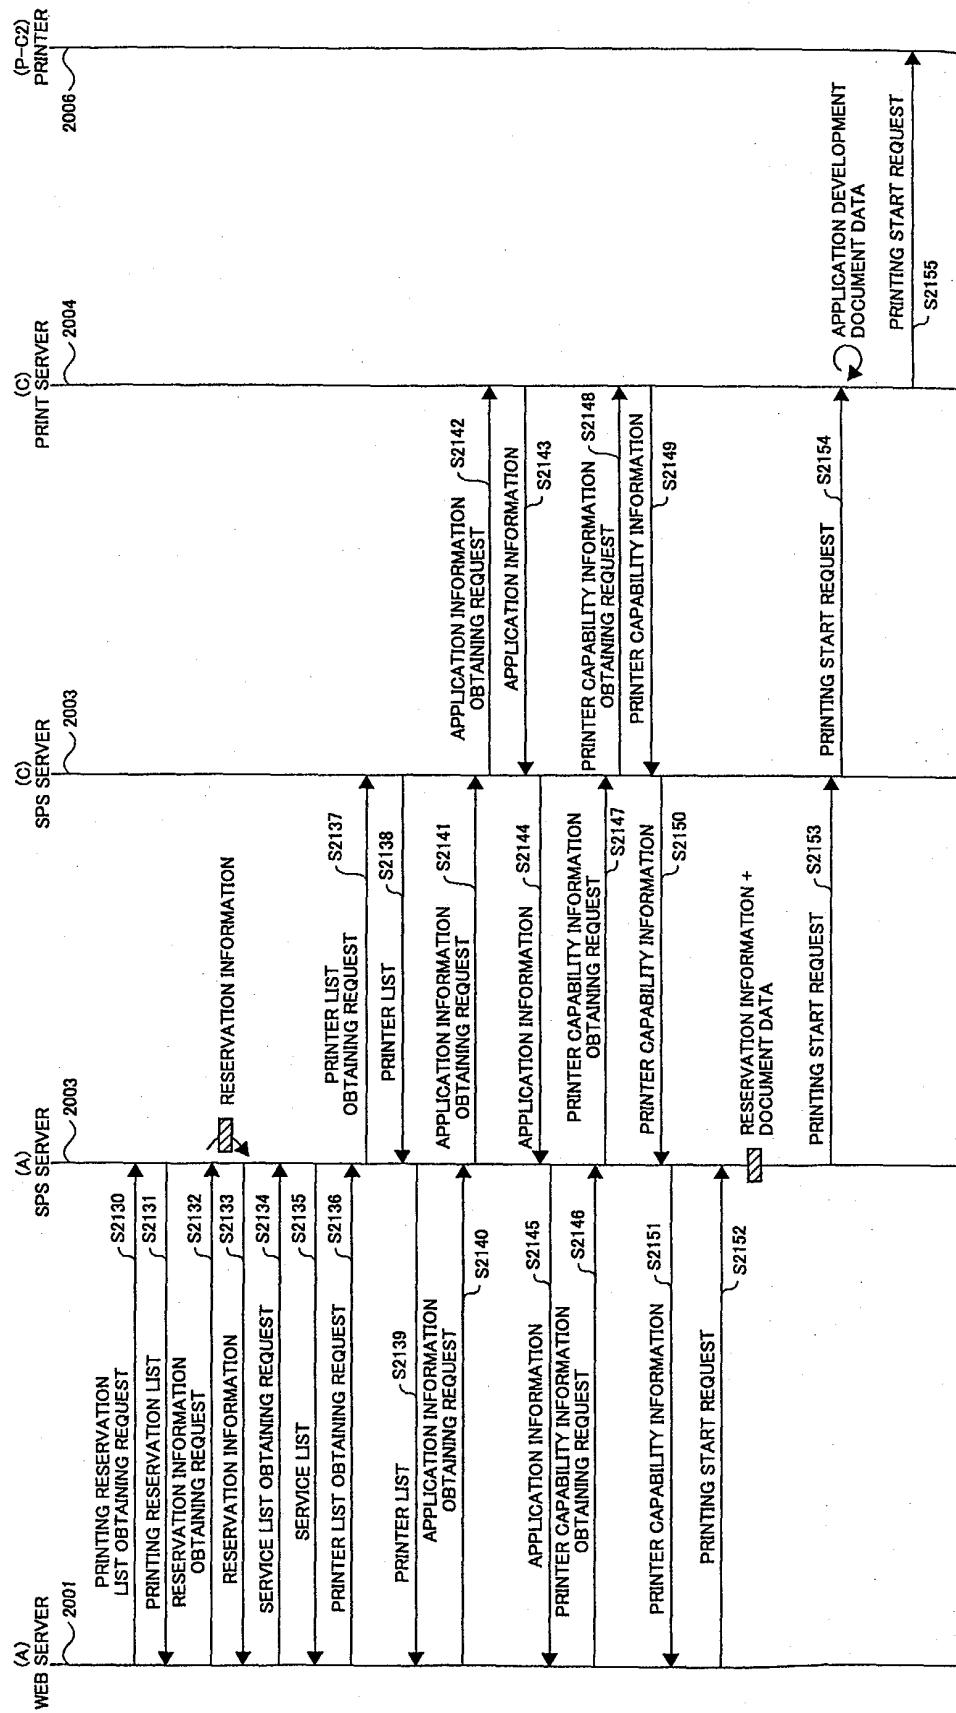 (A)
WEB SERVER
2001
(A)
SPS SERVER
2003
(C)
SPS SERVER
2003
(C)
PRINT SERVER
2004
(P-C2)
PRINTER
2006
PRINTING RESERVATION
LIST OBTAINING REQUEST
S2130
PRINTING RESERVATION LIST
S2131
RESERVATION INFORMATION
OBTAINING REQUEST
S2132
RESERVATION INFORMATION
RESERVATION INFORMATION
S2133
SERVICE LIST OBTAINING REQUEST
S2134
SERVICE LIST
S2135
PRINTER LIST OBTAINING REQUEST
S2136
PRINTER LIST
OBTAINING REQUEST
S2137
PRINTER LIST
S2138
PRINTER LIST
S2139
APPLICATION INFORMATION
OBTAINING REQUEST
S2140
APPLICATION INFORMATION
OBTAINING REQUEST
S2141
APPLICATION INFORMATION
OBTAINING REQUEST
S2142
APPLICATION INFORMATION
S2143
APPLICATION INFORMATION
S2144
APPLICATION INFORMATION
S2145
PRINTER CAPABILITY INFORMATION
OBTAINING REQUEST
S2146
PRINTER CAPABILITY INFORMATION
OBTAINING REQUEST
S2147
PRINTER CAPABILITY INFORMATION
OBTAINING REQUEST
S2148
PRINTER CAPABILITY INFORMATION
S2149
PRINTER CAPABILITY INFORMATION
S2150
PRINTER CAPABILITY INFORMATION
S2151
PRINTING START REQUEST
S2152
RESERVATION INFORMATION +
DOCUMENT DATA
PRINTING START REQUEST
S2153
PRINTING START REQUEST
S2154
APPLICATION DEVELOPMENT
DOCUMENT DATA
PRINTING START REQUEST
S2155